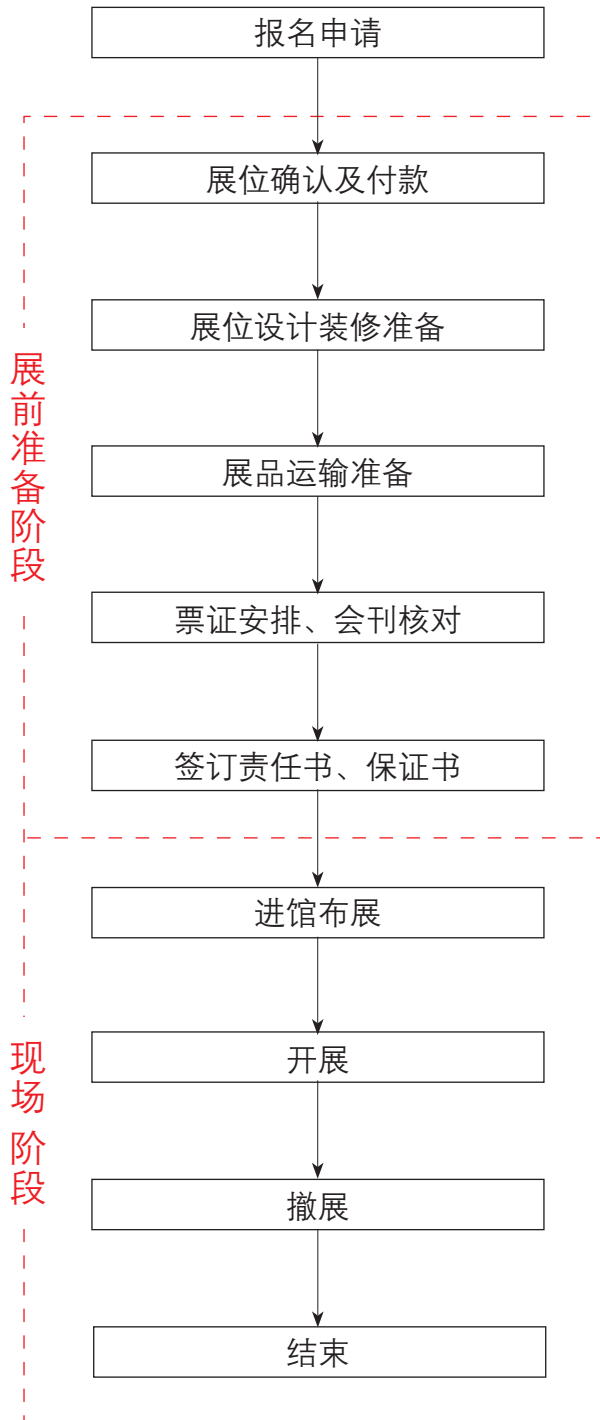 报名申请
展位确认及付款
展位设计装修准备
展前准备阶段
展品运输准备
票证安排、会刊核对
签订责任书、保证书
进馆布展
现场阶段
开展
撤展
结束